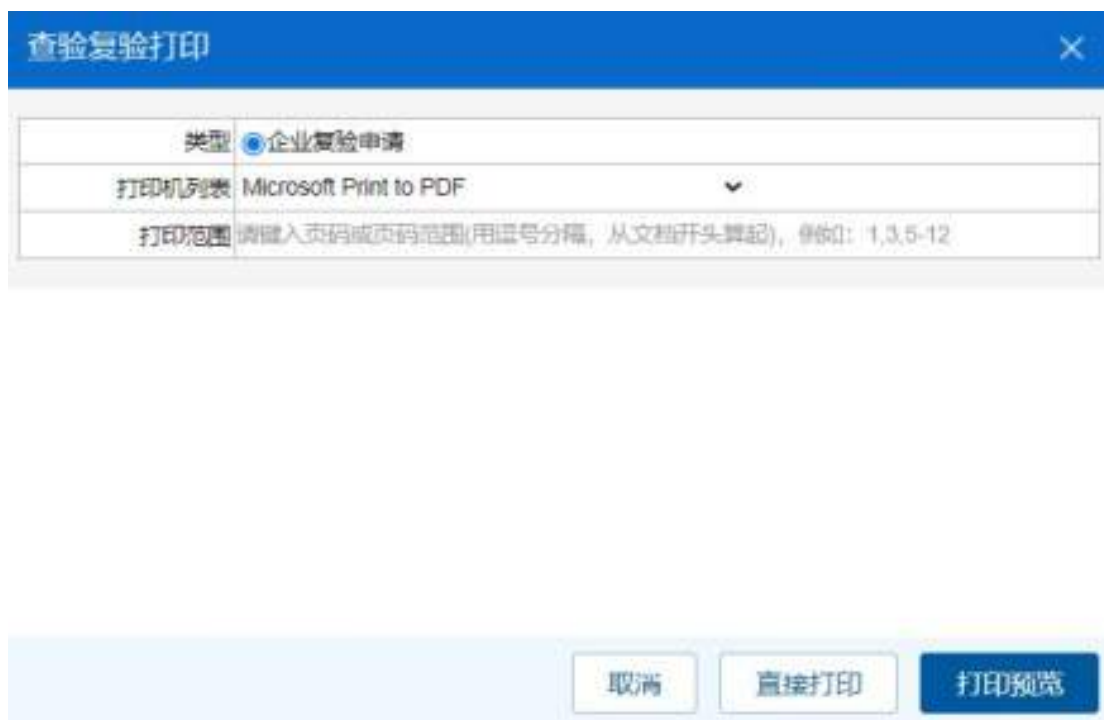 查验复验打印
类型 企业复验申请
打印机列表 Microsoft Print to PDF
打印范围 请键入页码或页码范围(用逗号分隔，从文档开头算起)，例如：1,3,5-12
取消 直接打印 打印预览